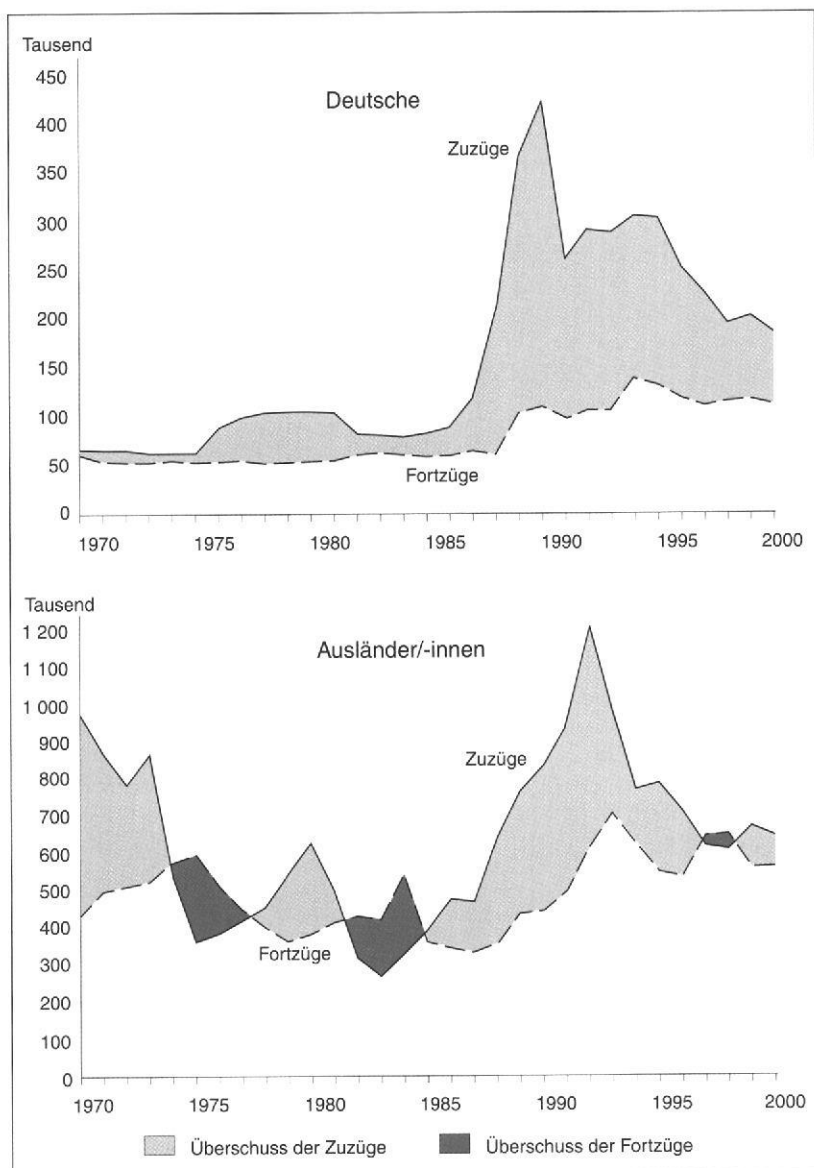 Tausend
450
Deutsche
400
Zuzüge
350
300
250
200
150
100
50
Fortzüge
0
1970 1975 1980 1985 1990 1995 2000
Tausend
1 200
Ausländer/-innen
1 100
1 000
900
Zuzüge
800
700
600
500
400
Fortzüge
300
200
100
0
1970 1975 1980 1985 1990 1995 2000
Überschuss der Zuzüge Überschuss der Fortzüge